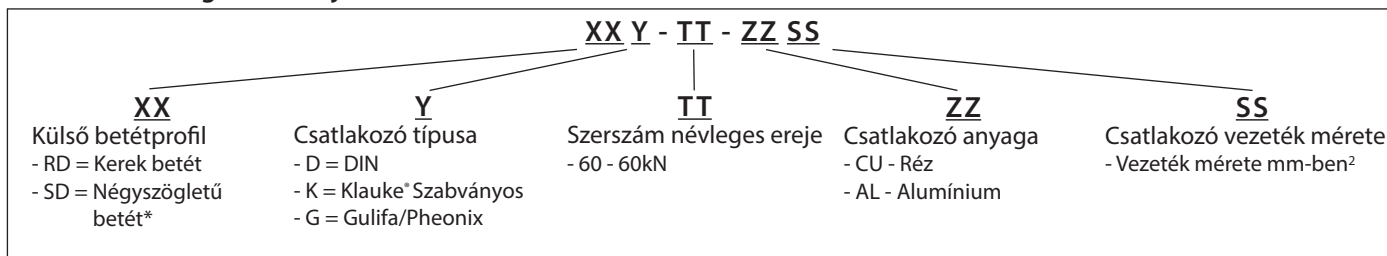 XX Y - TT - ZZ SS
XX
Külső betétprofil
- RD = Kerek betét
- SD = Négyszögletű
betét*
Y
Csatlakozó típusa
- D = DIN
- K = Klauke® Szabványos
- G = Gulifa/Pheonix
TT
Szerszám névleges ereje
- 60 - 60kN
ZZ
Csatlakozó anyaga
- CU - Réz
- AL - Alumínium
SS
Csatlakozó vezeték mérete
- Vezeték mérete mm-ben²